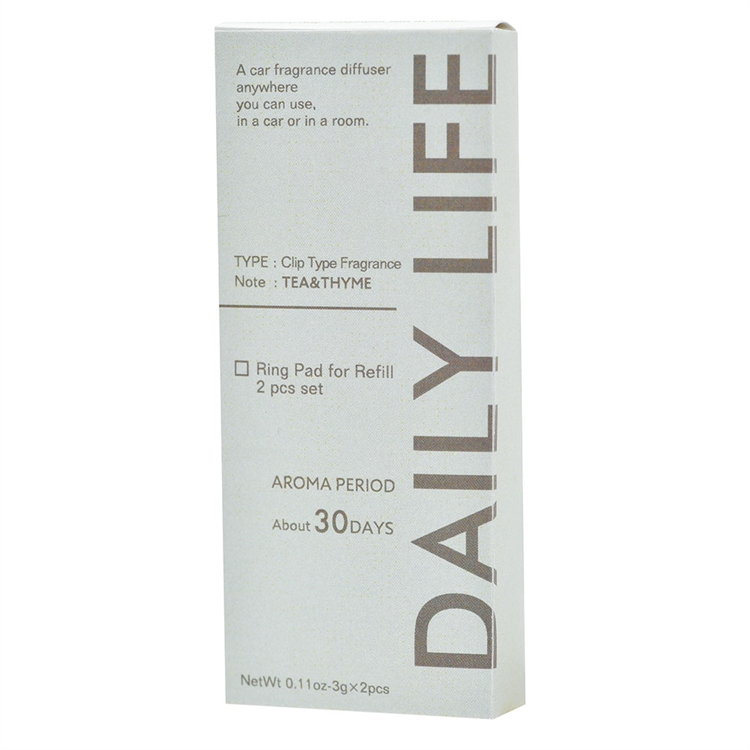 A car fragrance diffuser
anywhere
you can use,
in a car or in a room.
TYPE : Clip Type Fragrance
Note : TEA&THYME
Ring Pad for Refill
2 pcs set
AROMA PERIOD
About 30DAYS
NetWt 0.11oz-3g×2pcs
DAILY LIFE